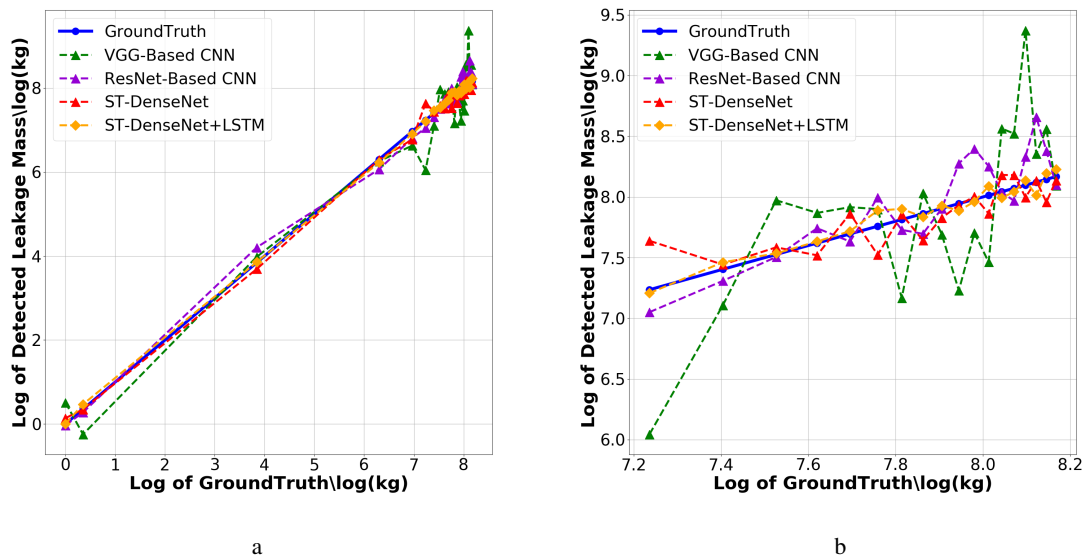 GroundTruth
VGG-Based CNN
ResNet-Based CNN
ST-DenseNet
ST-DenseNet+LSTM
Log of Detected Leakage Mass\log(kg)
8
6
4
2
0
0 1 2 3 4 5 6 7 8
Log of GroundTruth\log(kg)
a
GroundTruth
VGG-Based CNN
ResNet-Based CNN
ST-DenseNet
ST-DenseNet+LSTM
Log of Detected Leakage Mass\log(kg)
9.5
9.0
8.5
8.0
7.5
7.0
6.5
6.0
7.2 7.4 7.6 7.8 8.0 8.2
Log of GroundTruth\log(kg)
b